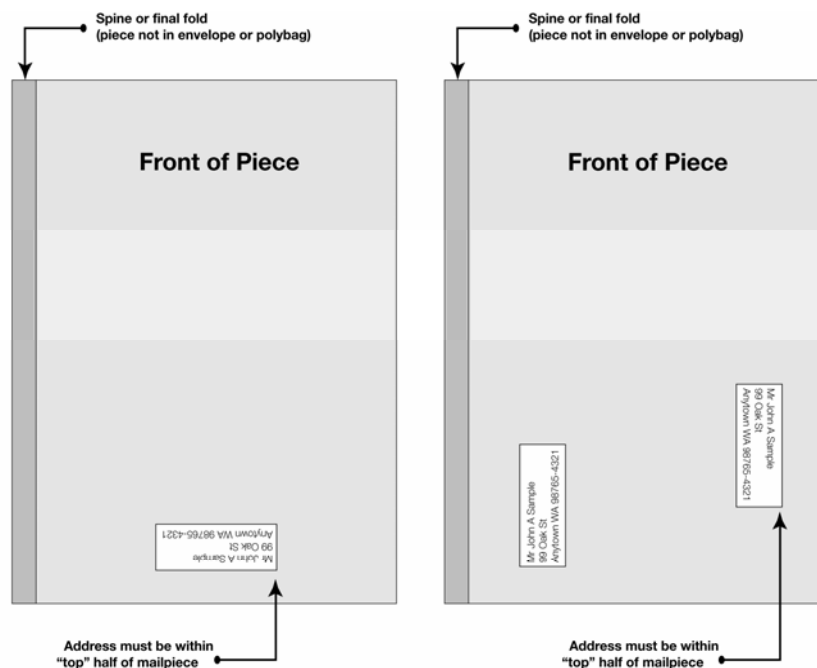 Spine or final fold
(piece not in envelope or polybag)
Front of Piece
Mr John A Sample
99 Oak St
Anytown WA 98765-4321
Address must be within
“top” half of mailpiece
Spine or final fold
(piece not in envelope or polybag)
Front of Piece
Mr John A Sample
99 Oak St
Anytown WA 98765-4321
Mr John A Sample
99 Oak St
Anytown WA 98765-4321
Address must be within
“top” half of mailpiece